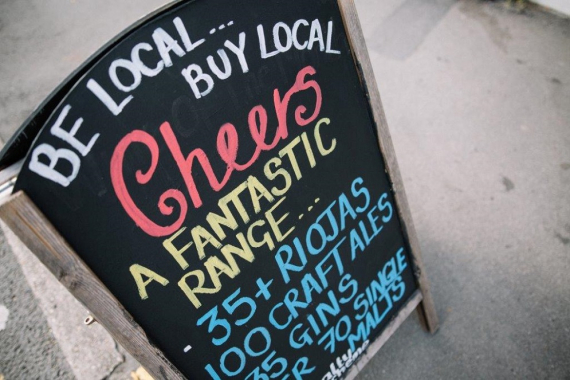 BE LOCAL...
BUY LOCAL
Cheers
A FANTASTIC
RANGE...
- 35+ RIOJAS
100 CRAFT ALES
35 GINS
70 SINGLE
MALTS